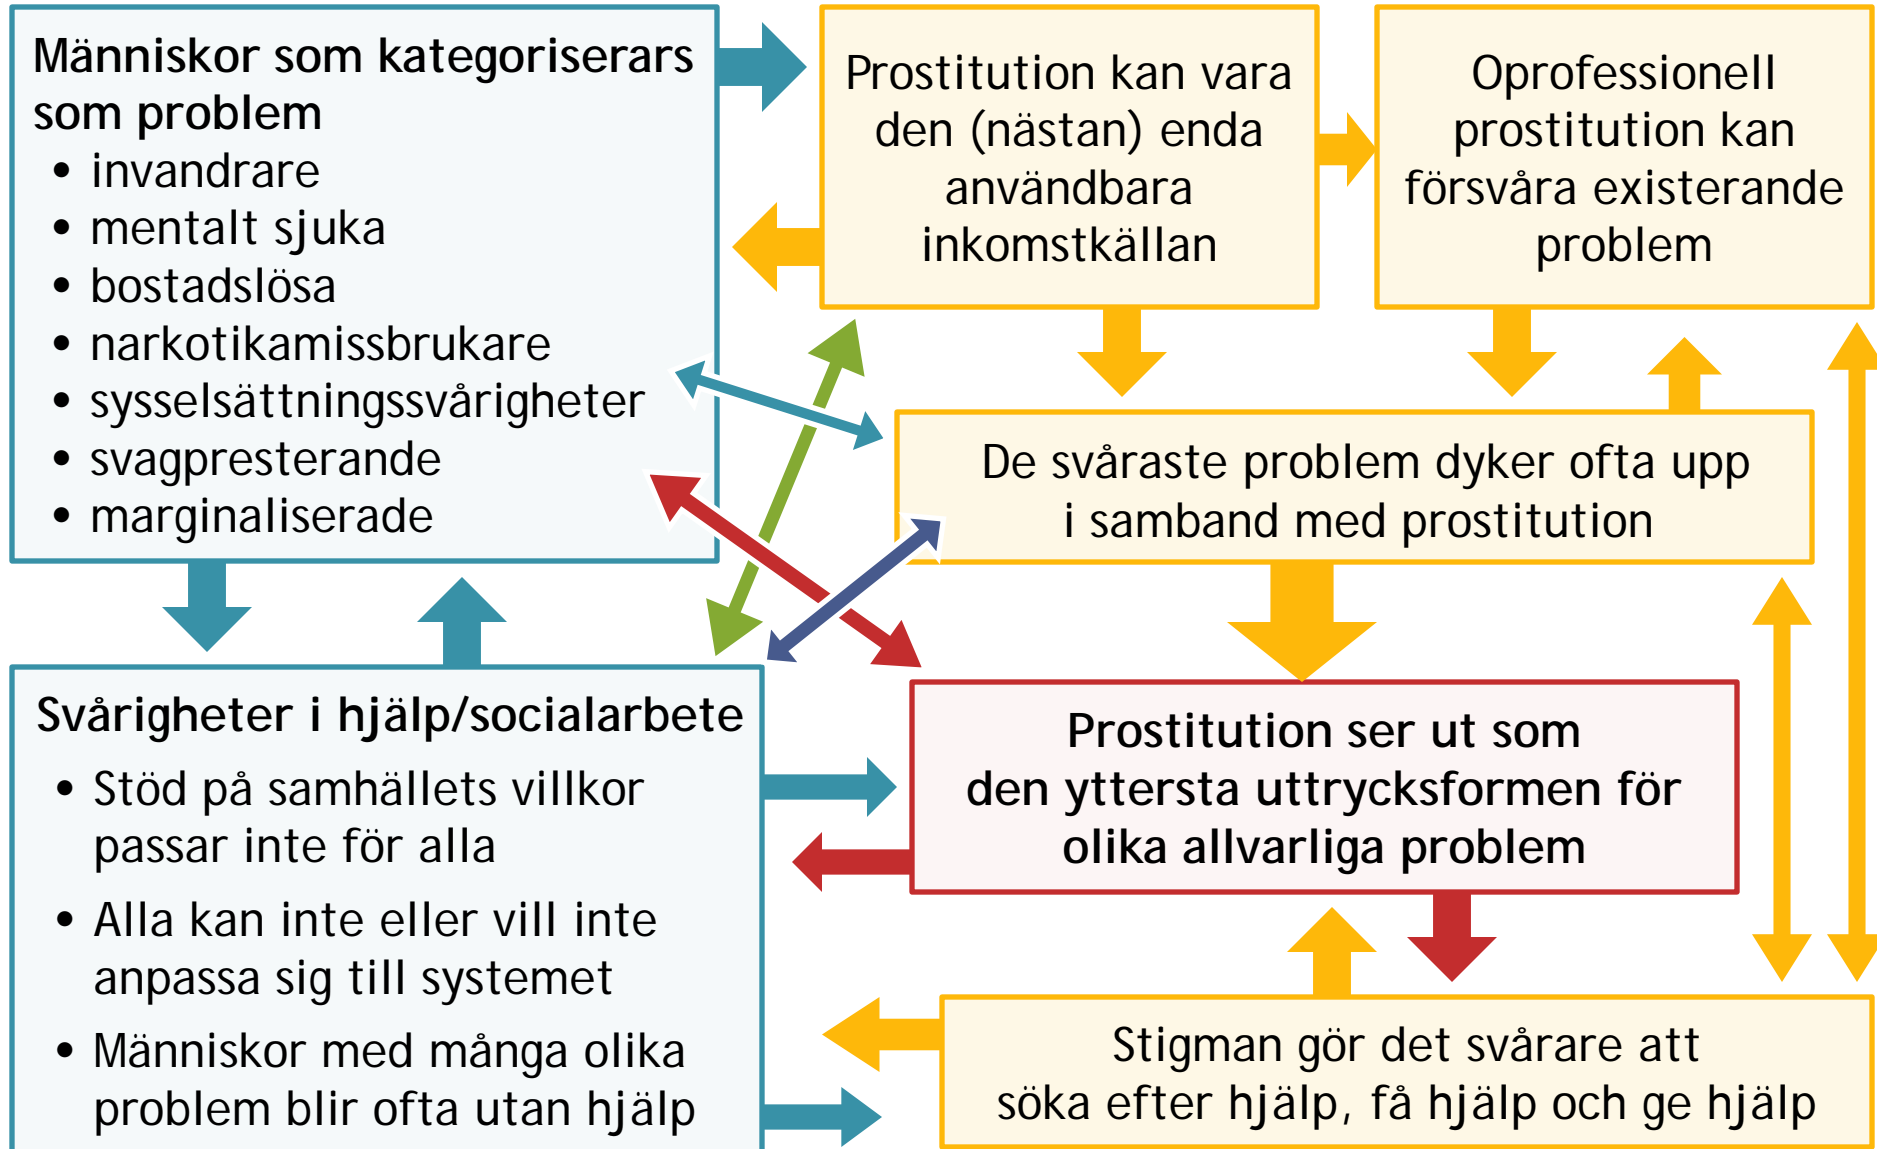 Människor som kategoriserars
som problem
• invandrare
• mentalt sjuka
• bostadslösa
• narkotikamissbrukare
• sysselsättningssvårigheter
• svagpresterande
• marginaliserade
Prostitution kan vara
den (nästan) enda
användbara
inkomstkällan
Oprofessionell
prostitution kan
försvåra existerande
problem
De svåraste problem dyker ofta upp
i samband med prostitution
Svårigheter i hjälp/socialarbete
• Stöd på samhällets villkor
passar inte för alla
• Alla kan inte eller vill inte
anpassa sig till systemet
• Människor med många olika
problem blir ofta utan hjälp
Prostitution ser ut som
den yttersta uttrycksformen för
olika allvarliga problem
Stigman gör det svårare att
söka efter hjälp, få hjälp och ge hjälp